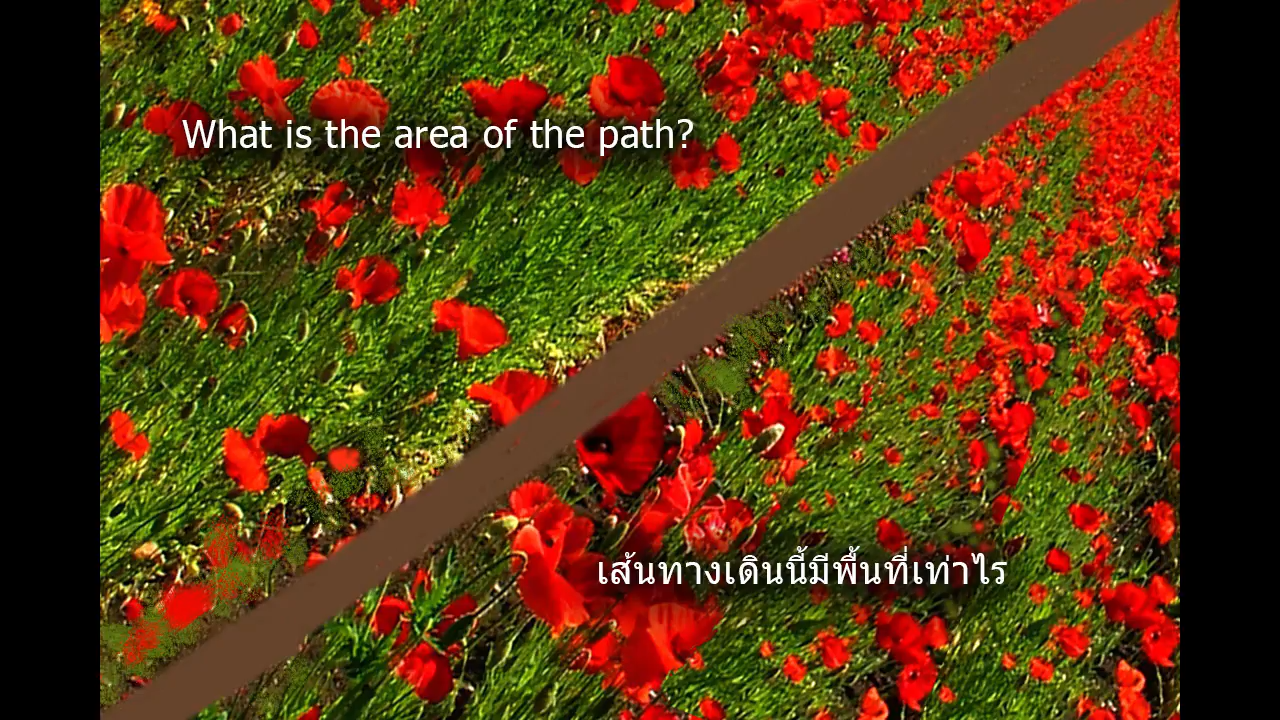 What is the area of the path?
เส้นทางเดินนี้มีพื้นที่เท่าไร